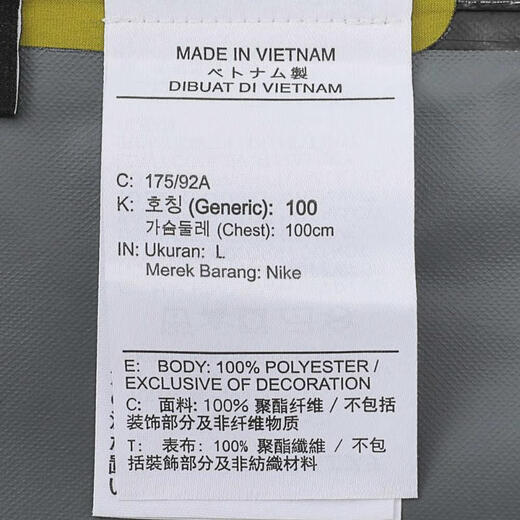 MADE IN VIETNAM
ベトナム製
DIBUAT DI VIETNAM
C: 175/92A
K: 호칭 (Generic): 100
가슴둘레 (Chest): 100cm
IN: Ukuran: L
Merek Barang: Nike
E: BODY: 100% POLYESTER /
EXCLUSIVE OF DECORATION
C: 面料: 100% 聚酯纤维 / 不包括
装饰部分及非纤维物质
T: 表布: 100% 聚酯纖維 / 不包
括裝飾部分及非紡織材料